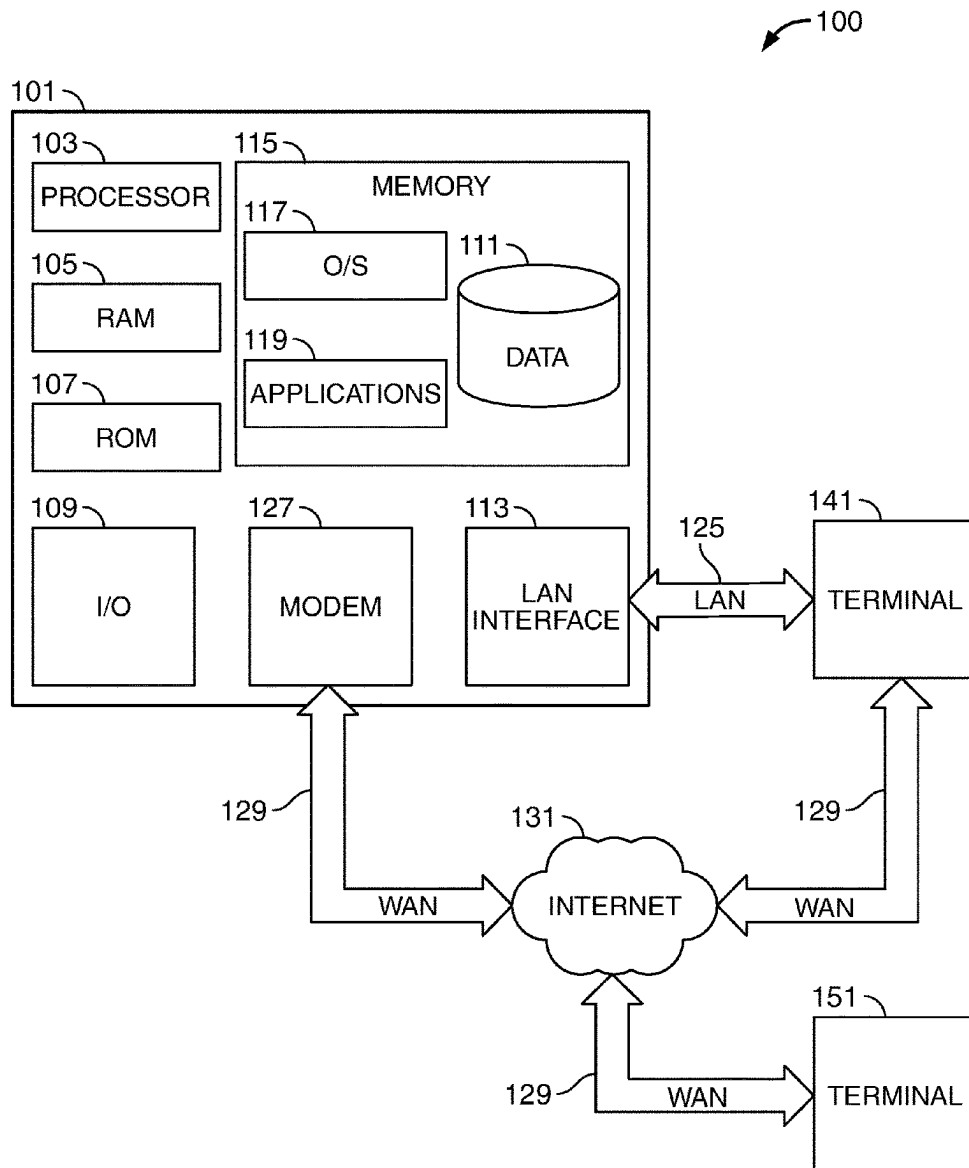 100
101
103
PROCESSOR
115
MEMORY
117
O/S
111
DATA
105
RAM
119
APPLICATIONS
107
ROM
109
I/O
127
MODEM
113
LAN
INTERFACE
125
LAN
141
TERMINAL
129
WAN
131
INTERNET
129
WAN
129
WAN
151
TERMINAL